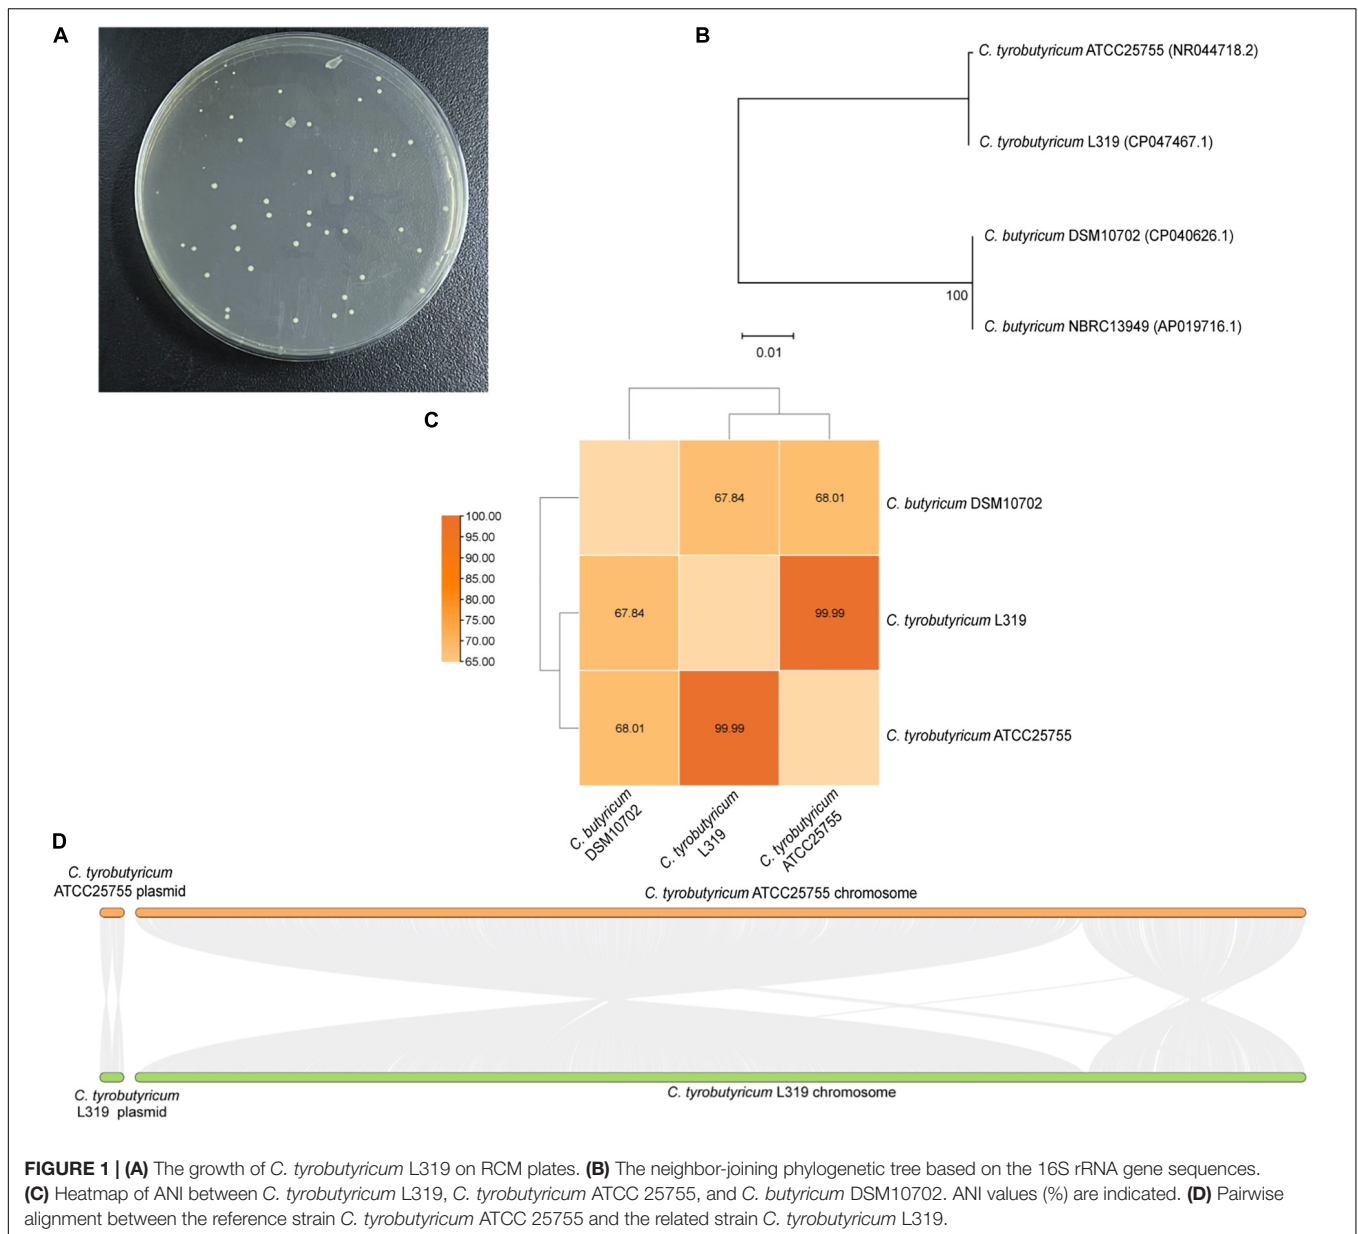 A
B
C. tyrobutyricum ATCC25755 (NR044718.2)
C. tyrobutyricum L319 (CP047467.1)
C. butyricum DSM10702 (CP040626.1)
100
C. butyricum NBRC13949 (AP019716.1)
0.01
C
67.84
68.01
C. butyricum DSM10702
100.00
95.00
90.00
85.00
80.00
75.00
70.00
65.00
67.84
99.99
C. tyrobutyricum L319
68.01
99.99
C. tyrobutyricum ATCC25755
C. butyricum
DSM10702
C. tyrobutyricum
L319
C. tyrobutyricum
ATCC25755
D
C. tyrobutyricum
ATCC25755 plasmid
C. tyrobutyricum ATCC25755 chromosome
C. tyrobutyricum
L319 plasmid
C. tyrobutyricum L319 chromosome
FIGURE 1 | (A) The growth of C. tyrobutyricum L319 on RCM plates. (B) The neighbor-joining phylogenetic tree based on the 16S rRNA gene sequences.
(C) Heatmap of ANI between C. tyrobutyricum L319, C. tyrobutyricum ATCC 25755, and C. butyricum DSM10702. ANI values (%) are indicated. (D) Pairwise
alignment between the reference strain C. tyrobutyricum ATCC 25755 and the related strain C. tyrobutyricum L319.